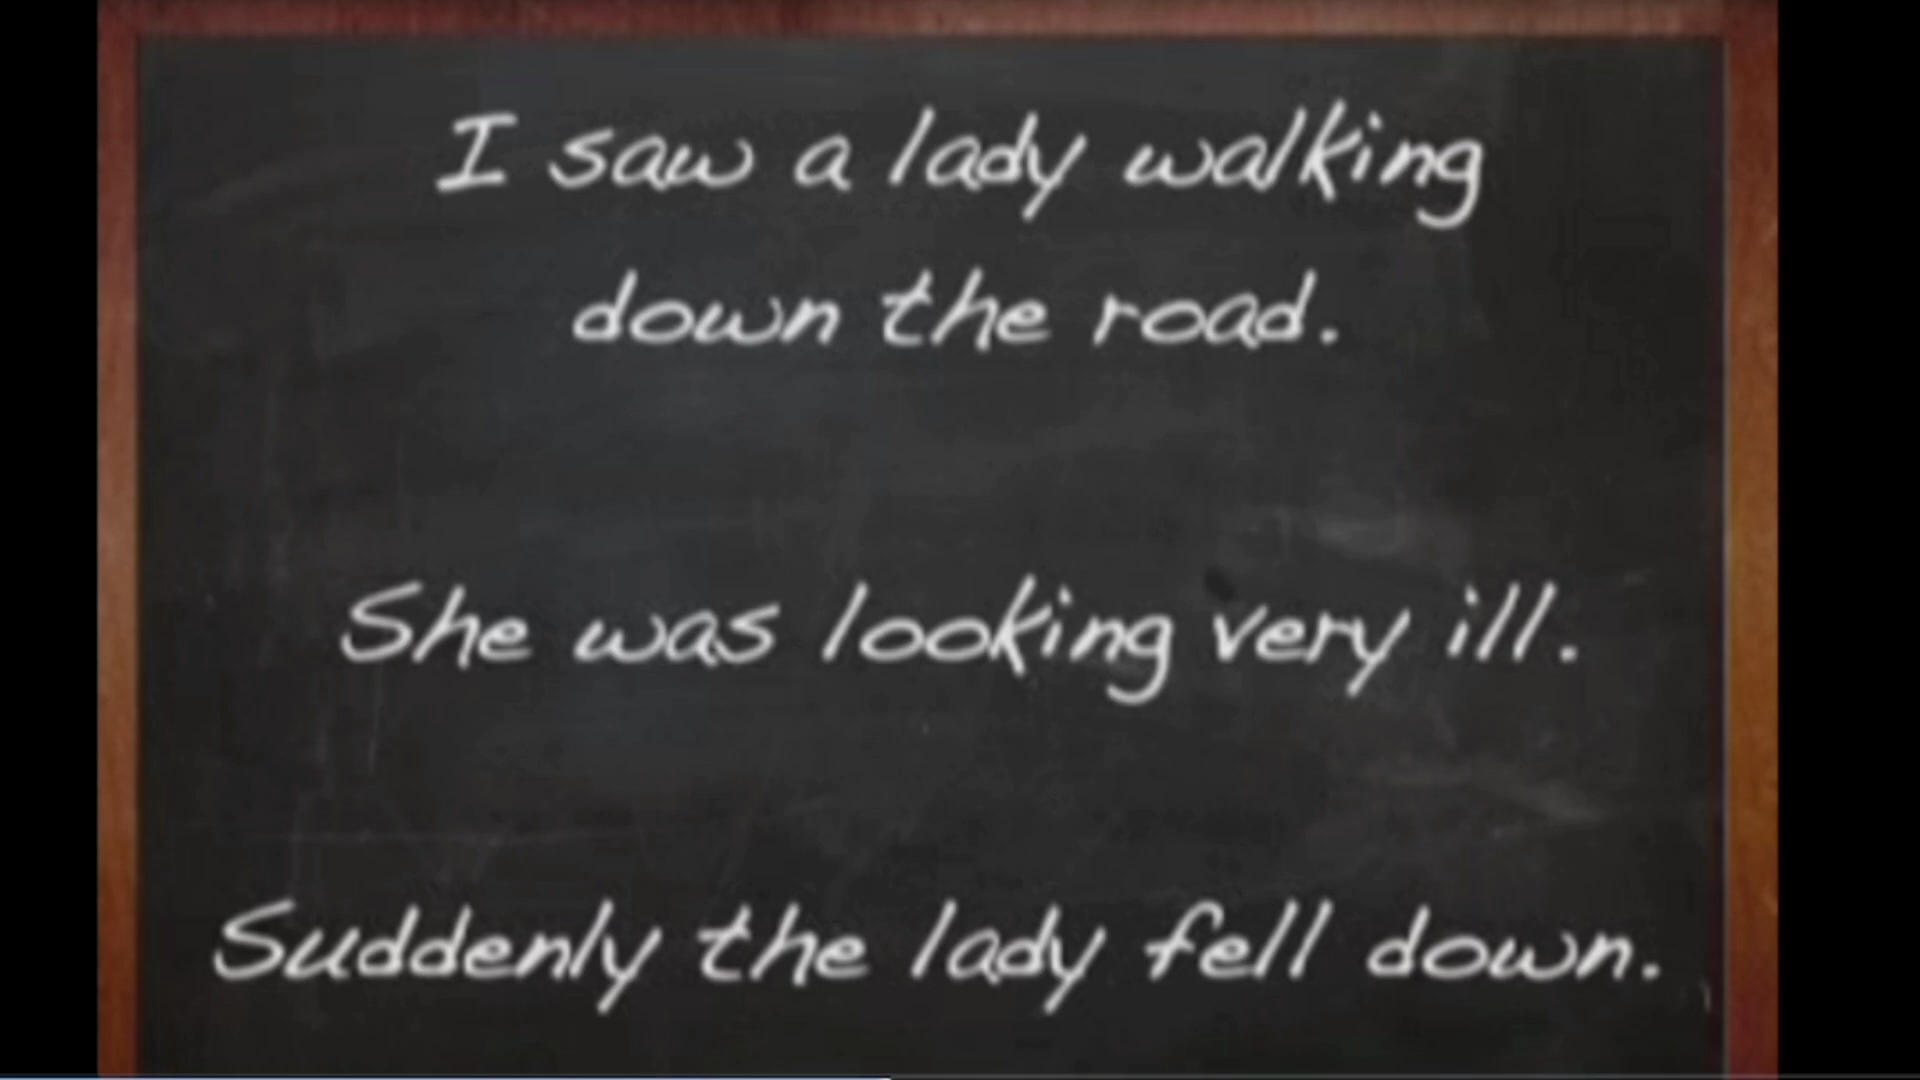 I saw a lady walking
down the road.
She was looking very ill.
Suddenly the lady fell down.